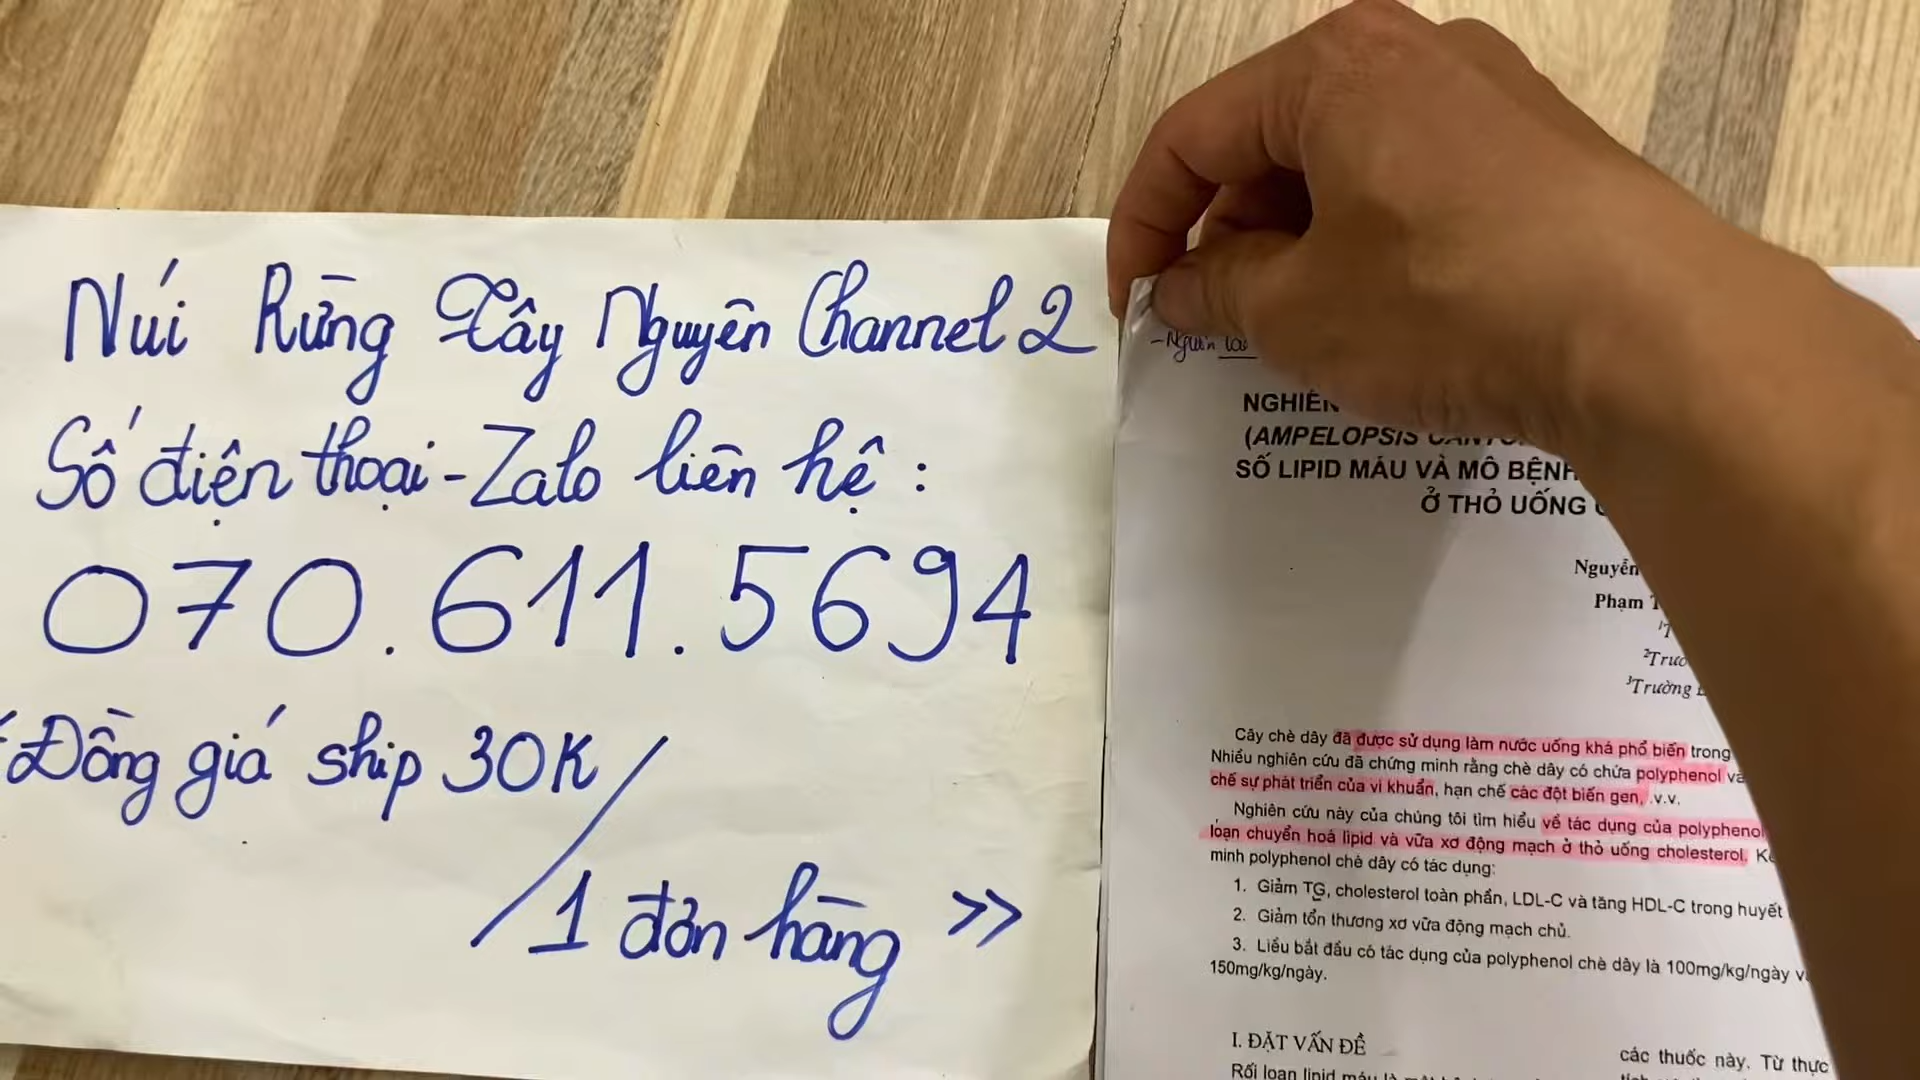 Núi Rừng Tây Nguyên Channel 2
Số điện thoại - Zalo liên hệ :
070.611.5694
Đồng giá ship 30K/
/1 đơn hàng >>
NGHIÊN
(AMPELOPSIS
SỐ LIPID MÁU VÀ MÔ BỆNH
Ở THỎ UỐNG
Nguyễn
Phạm
²Trươ
³Trường
Cây chè dây đã được sử dụng làm nước uống khá phổ biến trong
Nhiều nghiên cứu đã chứng minh rằng chè dây có chứa polyphenol và
chế sự phát triển của vi khuẩn, hạn chế các đột biến gen, .v.v.
Nghiên cứu này của chúng tôi tìm hiểu về tác dụng của polyphenol
loạn chuyển hoá lipid và vữa xơ động mạch ở thỏ uống cholesterol.
minh polyphenol chè dây có tác dụng:
1. Giảm TG, cholesterol toàn phần, LDL-C và tăng HDL-C trong huyết
2. Giảm tổn thương xơ vữa động mạch chủ.
3. Liều bắt đầu có tác dụng của polyphenol chè dây là 100mg/kg/ngày
150mg/kg/ngày.
I. ĐẶT VẤN ĐỀ
các thuốc này. Từ thực
Rối loạn lipid máu là một